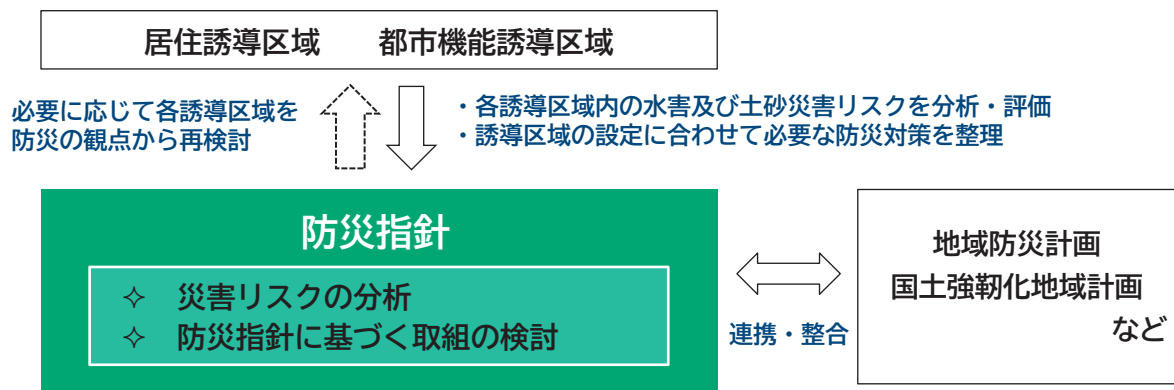 居住誘導区域　都市機能誘導区域
必要に応じて各誘導区域を
防災の観点から再検討
・各誘導区域内の水害及び土砂災害リスクを分析・評価
・誘導区域の設定に合わせて必要な防災対策を整理
防災指針
✧ 災害リスクの分析
✧ 防災指針に基づく取組の検討
連携・整合
地域防災計画
国土強靭化地域計画
など